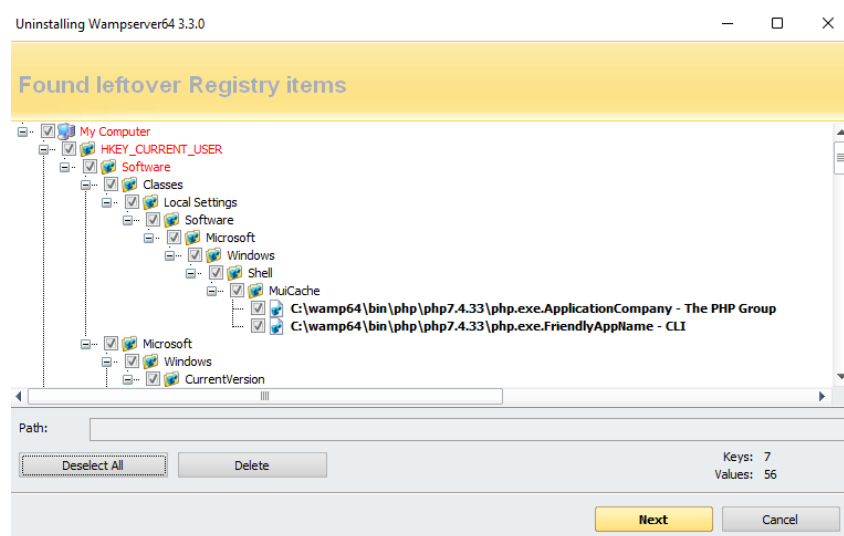 Uninstalling Wampserver64 3.3.0
Found leftover Registry items
My Computer
HKEY_CURRENT_USER
Software
Classes
Local Settings
Software
Microsoft
Windows
Shell
MuiCache
C:\wamp64\bin\php\php7.4.33\php.exe.ApplicationCompany - The PHP Group
C:\wamp64\bin\php\php7.4.33\php.exe.FriendlyAppName - CLI
Microsoft
Windows
CurrentVersion
Path:
Deselect All Delete Keys: 7
Values: 56
Next Cancel